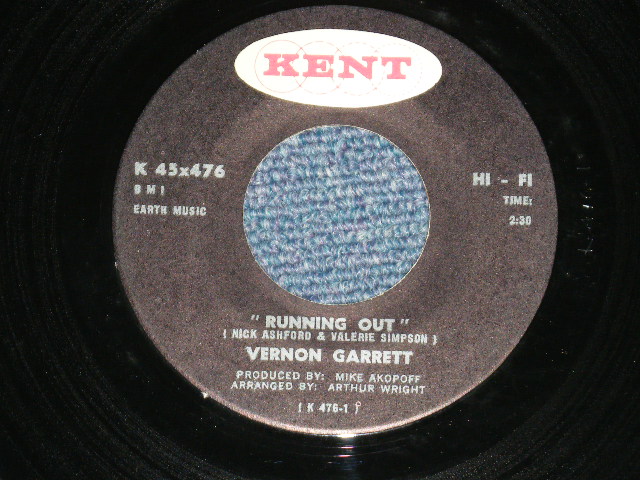 KENT
K 45x476
BMI
EARTH MUSIC
HI - FI
TIME:
2:30
" RUNNING OUT "
( NICK ASHFORD & VALERIE SIMPSON )
VERNON GARRETT
PRODUCED BY: MIKE AKOPOFF
ARRANGED BY: ARTHUR WRIGHT
( K 476-1 )